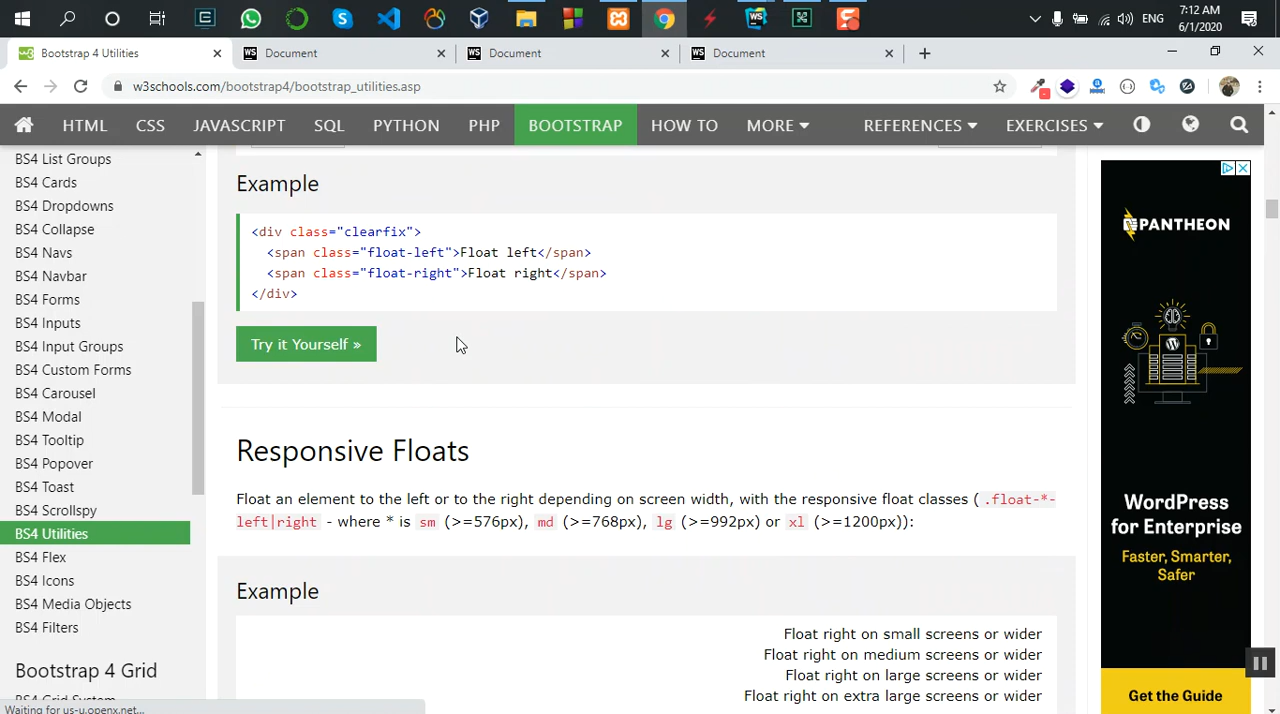 ENG
7:12 AM
6/1/2020
Bootstrap 4 Utilities
Document
Document
Document
w3schools.com/bootstrap4/bootstrap_utilities.asp
HTML CSS JAVASCRIPT SQL PYTHON PHP BOOTSTRAP HOW TO MORE REFERENCES EXERCISES
BS4 List Groups
BS4 Cards
BS4 Dropdowns
BS4 Collapse
BS4 Navs
BS4 Navbar
BS4 Forms
BS4 Inputs
BS4 Input Groups
BS4 Custom Forms
BS4 Carousel
BS4 Modal
BS4 Tooltip
BS4 Popover
BS4 Toast
BS4 Scrollspy
BS4 Utilities
BS4 Flex
BS4 Icons
BS4 Media Objects
BS4 Filters
Bootstrap 4 Grid
BS4 Grid System
Waiting for us-u.openx.net...
Example
<div class="clearfix">
<span class="float-left">Float left</span>
<span class="float-right">Float right</span>
</div>
Try it Yourself »
Responsive Floats
Float an element to the left or to the right depending on screen width, with the responsive float classes ( .float-*-
left|right - where * is sm (>=576px), md (>=768px), lg (>=992px) or xl (>=1200px)):
Example
Float right on small screens or wider
Float right on medium screens or wider
Float right on large screens or wider
Float right on extra large screens or wider
PANTHEON
WordPress
for Enterprise
Faster, Smarter,
Safer
Get the Guide